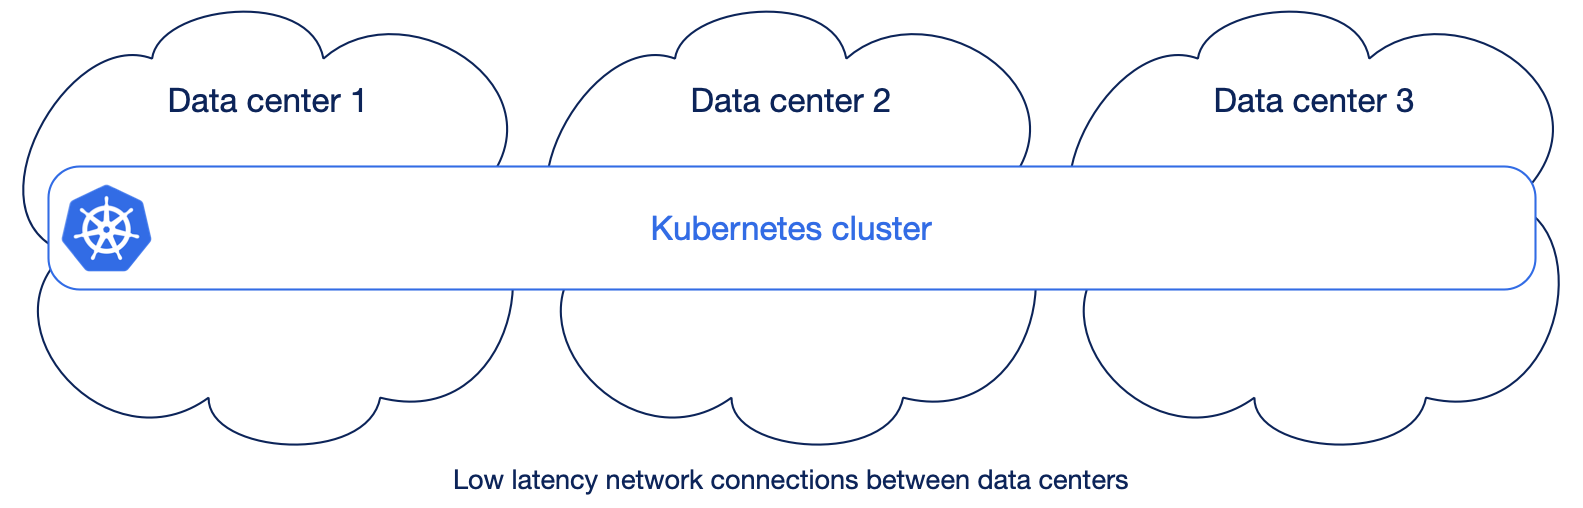 Data center 1
Data center 2
Data center 3
Kubernetes cluster
Low latency network connections between data centers